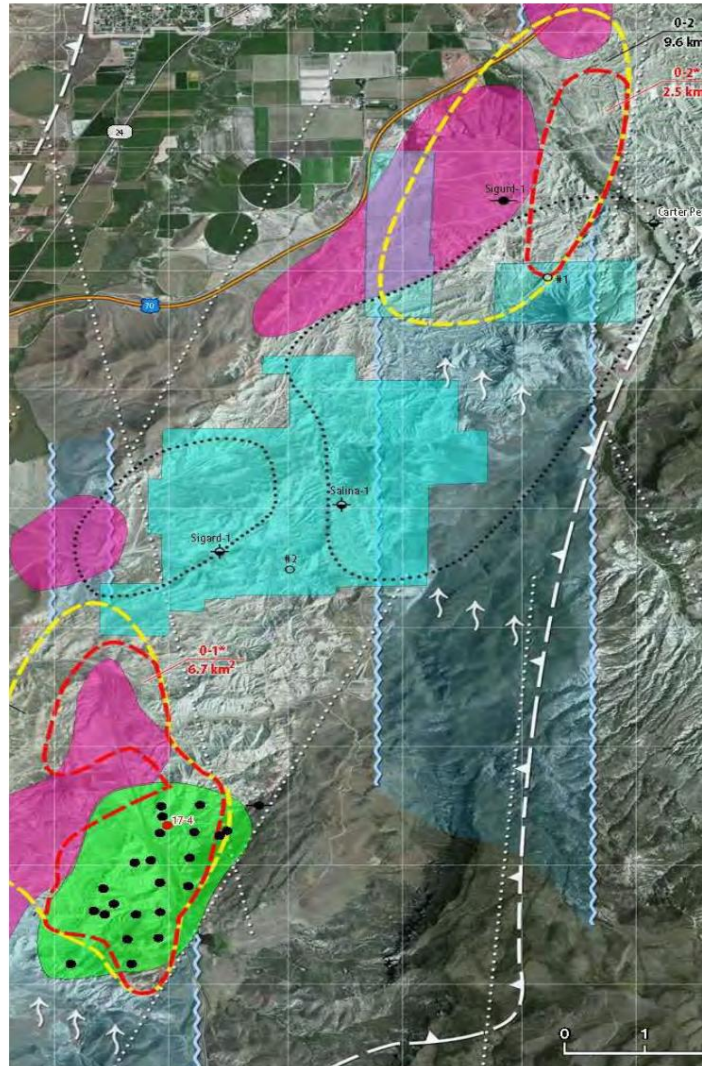 0-2
9.6 km
0-2*
2.5 km
24
Sigurd-1
Carter Pe
#1
70
Salina-1
Sigard-1
#2
0-1*
6.7 km²
17-4
0 1